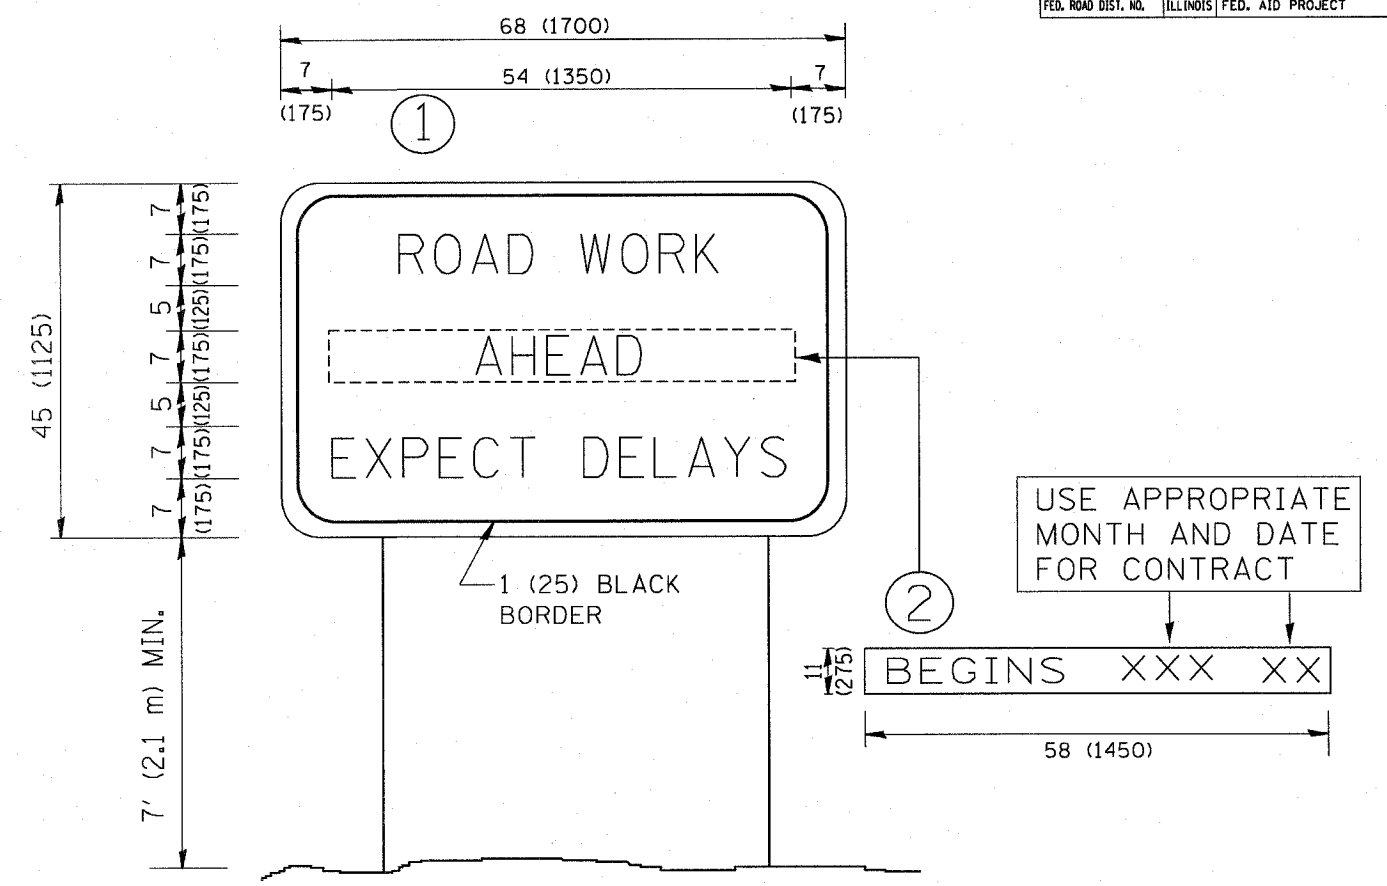 FED. ROAD DIST. NO. ILLINOIS FED. AID PROJECT
68 (1700)
7 54 (1350) 7
(175) (175)
1
45 (1125)
7 (175)
7 (175)
5 (125)
7 (175)
5 (125)
7 (175)
7 (175)
ROAD WORK
AHEAD
EXPECT DELAYS
1 (25) BLACK
BORDER
7' (2.1 m) MIN.
2
USE APPROPRIATE
MONTH AND DATE
FOR CONTRACT
11
(275)
BEGINS XXX XX
58 (1450)